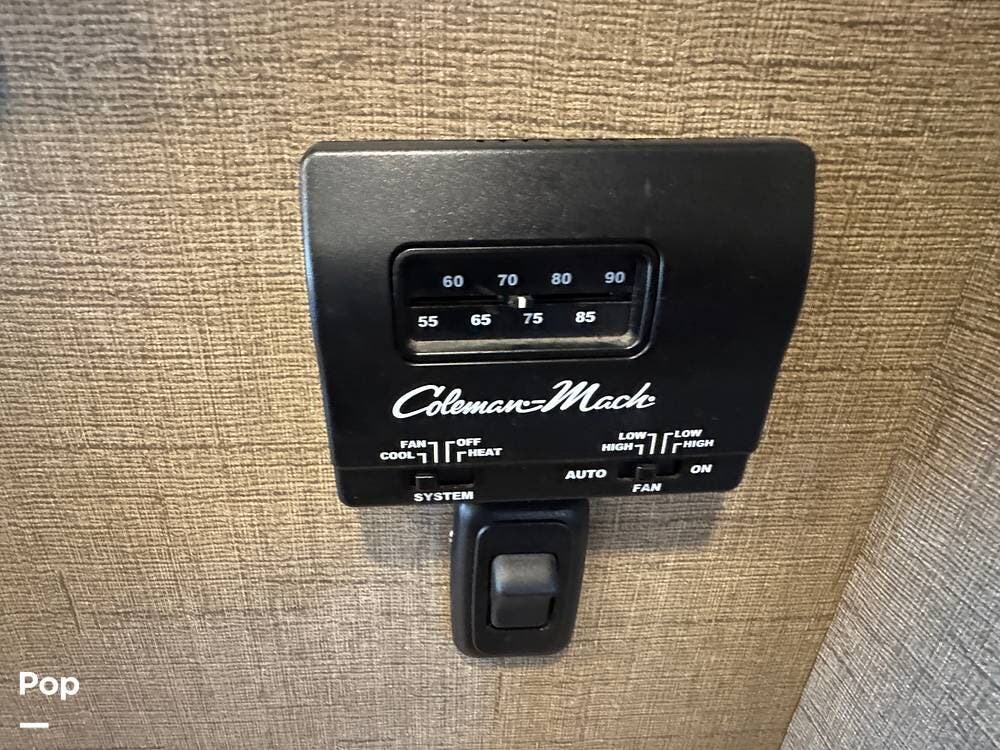 60 70 80 90
55 65 75 85
Coleman-Mach
FAN OFF
COOL HEAT
SYSTEM
LOW LOW
HIGH HIGH
AUTO ON
FAN
Pop